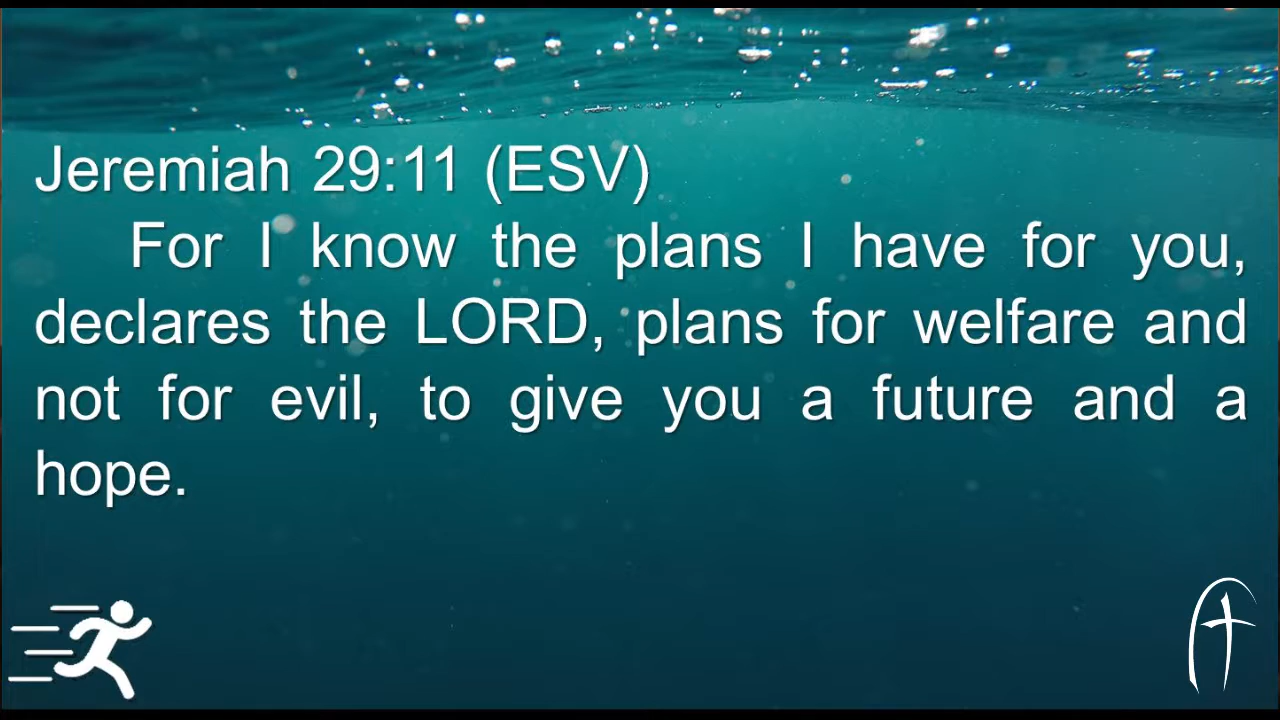 Jeremiah 29:11 (ESV)
For I know the plans I have for you,
declares the LORD, plans for welfare and
not for evil, to give you a future and a
hope.